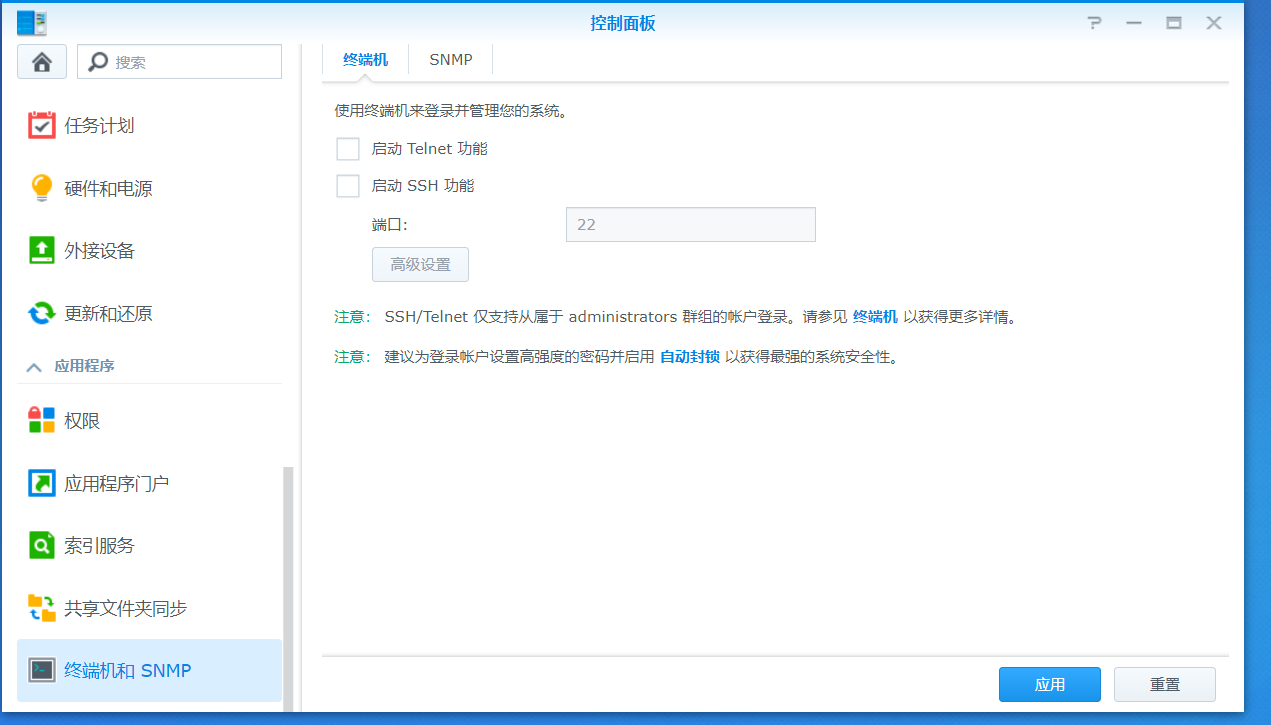 控制面板
搜索
任务计划
硬件和电源
外接设备
更新和还原
应用程序
权限
应用程序门户
索引服务
共享文件夹同步
终端机和 SNMP
终端机
SNMP
使用终端机来登录并管理您的系统。
启动 Telnet 功能
启动 SSH 功能
端口:
22
高级设置
注意: SSH/Telnet 仅支持从属于 administrators 群组的帐户登录。请参见 终端机 以获得更多详情。
注意: 建议为登录帐户设置高强度的密码并启用 自动封锁 以获得最强的系统安全性。
应用
重置